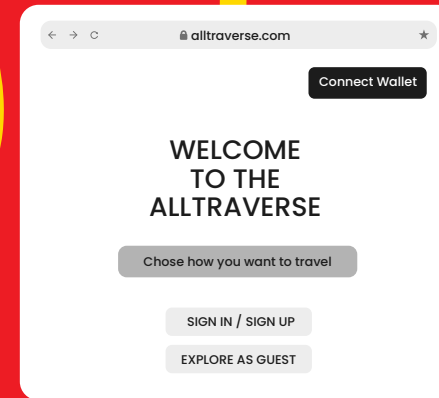 alltraverse.com
Connect Wallet
WELCOME
TO THE
ALLTRAVERSE
Chose how you want to travel
SIGN IN / SIGN UP
EXPLORE AS GUEST